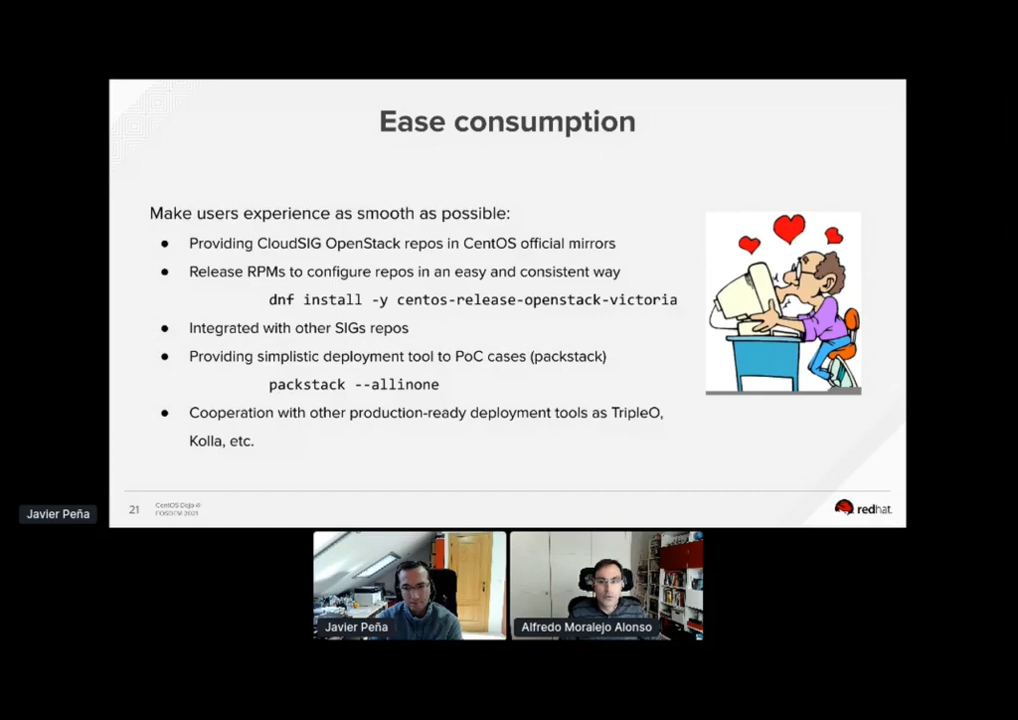 Ease consumption
Make users experience as smooth as possible:
● Providing CloudSIG OpenStack repos in CentOS official mirrors
● Release RPMs to configure repos in an easy and consistent way
dnf install -y centos-release-openstack-victoria
● Integrated with other SIGs repos
● Providing simplistic deployment tool to PoC cases (packstack)
packstack --allinone
● Cooperation with other production-ready deployment tools as TripleO,
Kolla, etc.
21
CentOS Dojo @
FOSDEM 2021
redhat.
Javier Peña
Javier Peña
Alfredo Moralejo Alonso